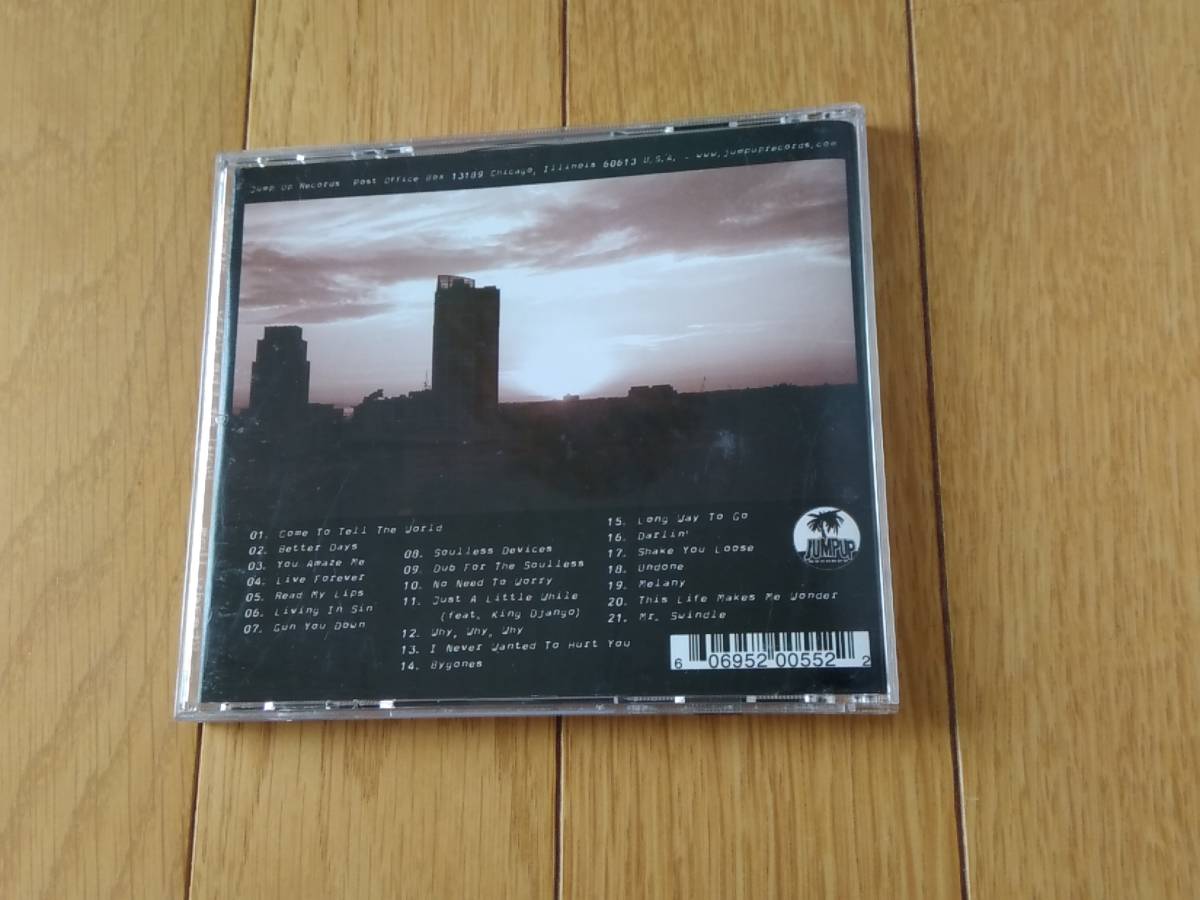 Jump Up Records Post Office Box 13189 Chicago, Illinois 60613 U.S.A. - www.jumpuprecords.com
01. Come To Tell The World
02. Better Days
03. You Amaze Me
04. Live Forever
05. Read My Lips
06. Living In Sin
07. Gun You Down
08. Soulless Devices
09. Dub For The Soulless
10. No Need To Worry
11. Just A Little While
(feat. King Django)
12. Why, Why, Why
13. I Never Wanted To Hurt You
14. Bygones
15. Long Way To Go
16. Darlin'
17. Shake You Loose
18. Undone
19. Melany
20. This Life Makes Me Wonder
21. Mr. Swindle
JUMPUP
RECORDS
6 06952 00552 2